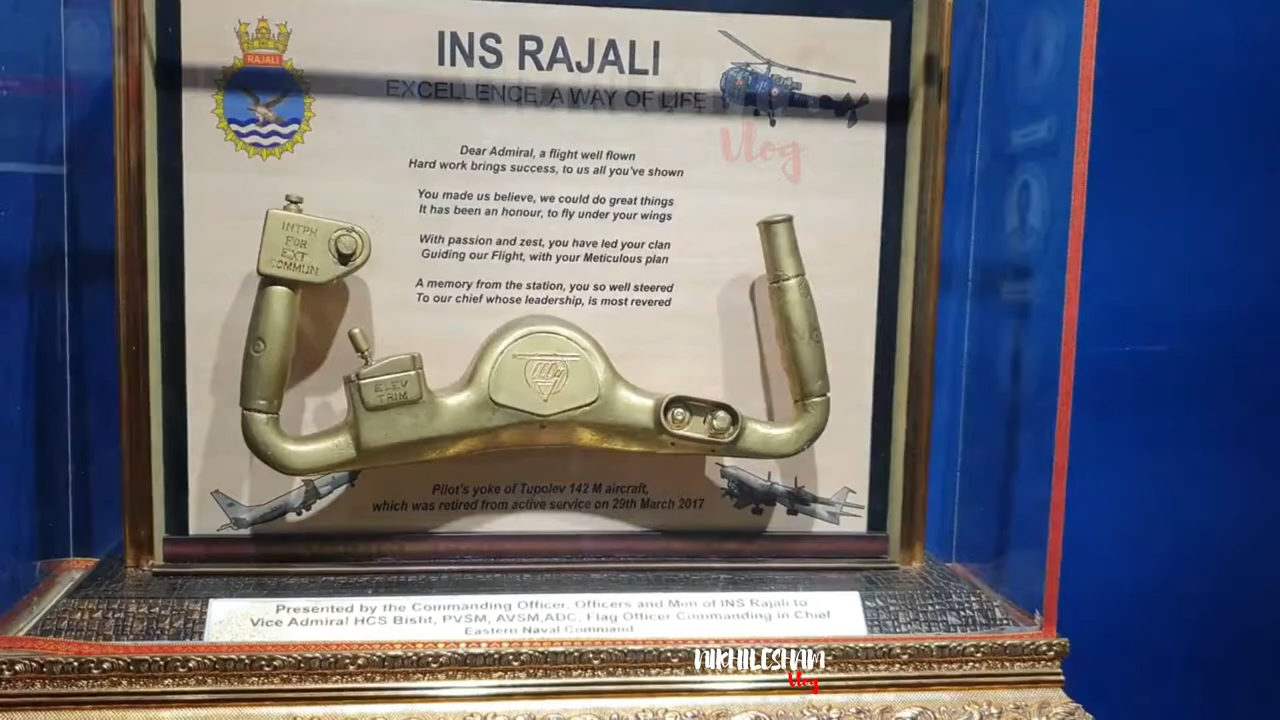 RAJALI
INS RAJALI
EXCELLENCE, A WAY OF LIFE
Vlog
Dear Admiral, a flight well flown
Hard work brings success, to us all you've shown
You made us believe, we could do great things
It has been an honour, to fly under your wings
With passion and zest, you have led your clan
Guiding our Flight, with your Meticulous plan
A memory from the station, you so well steered
To our chief whose leadership, is most revered
INTPH
FOR
EXT
COMMUN
ELEV
TRIM
Pilot's yoke of Tupolev 142 M aircraft,
which was retired from active service on 29th March 2017
Presented by the Commanding Officer, Officers and Men of INS Rajali to
Vice Admiral HCS Bisht, PVSM, AVSM,ADC, Flag Officer Commanding in Chief
Eastern Naval Command
NIKHILESHAM
Vlog